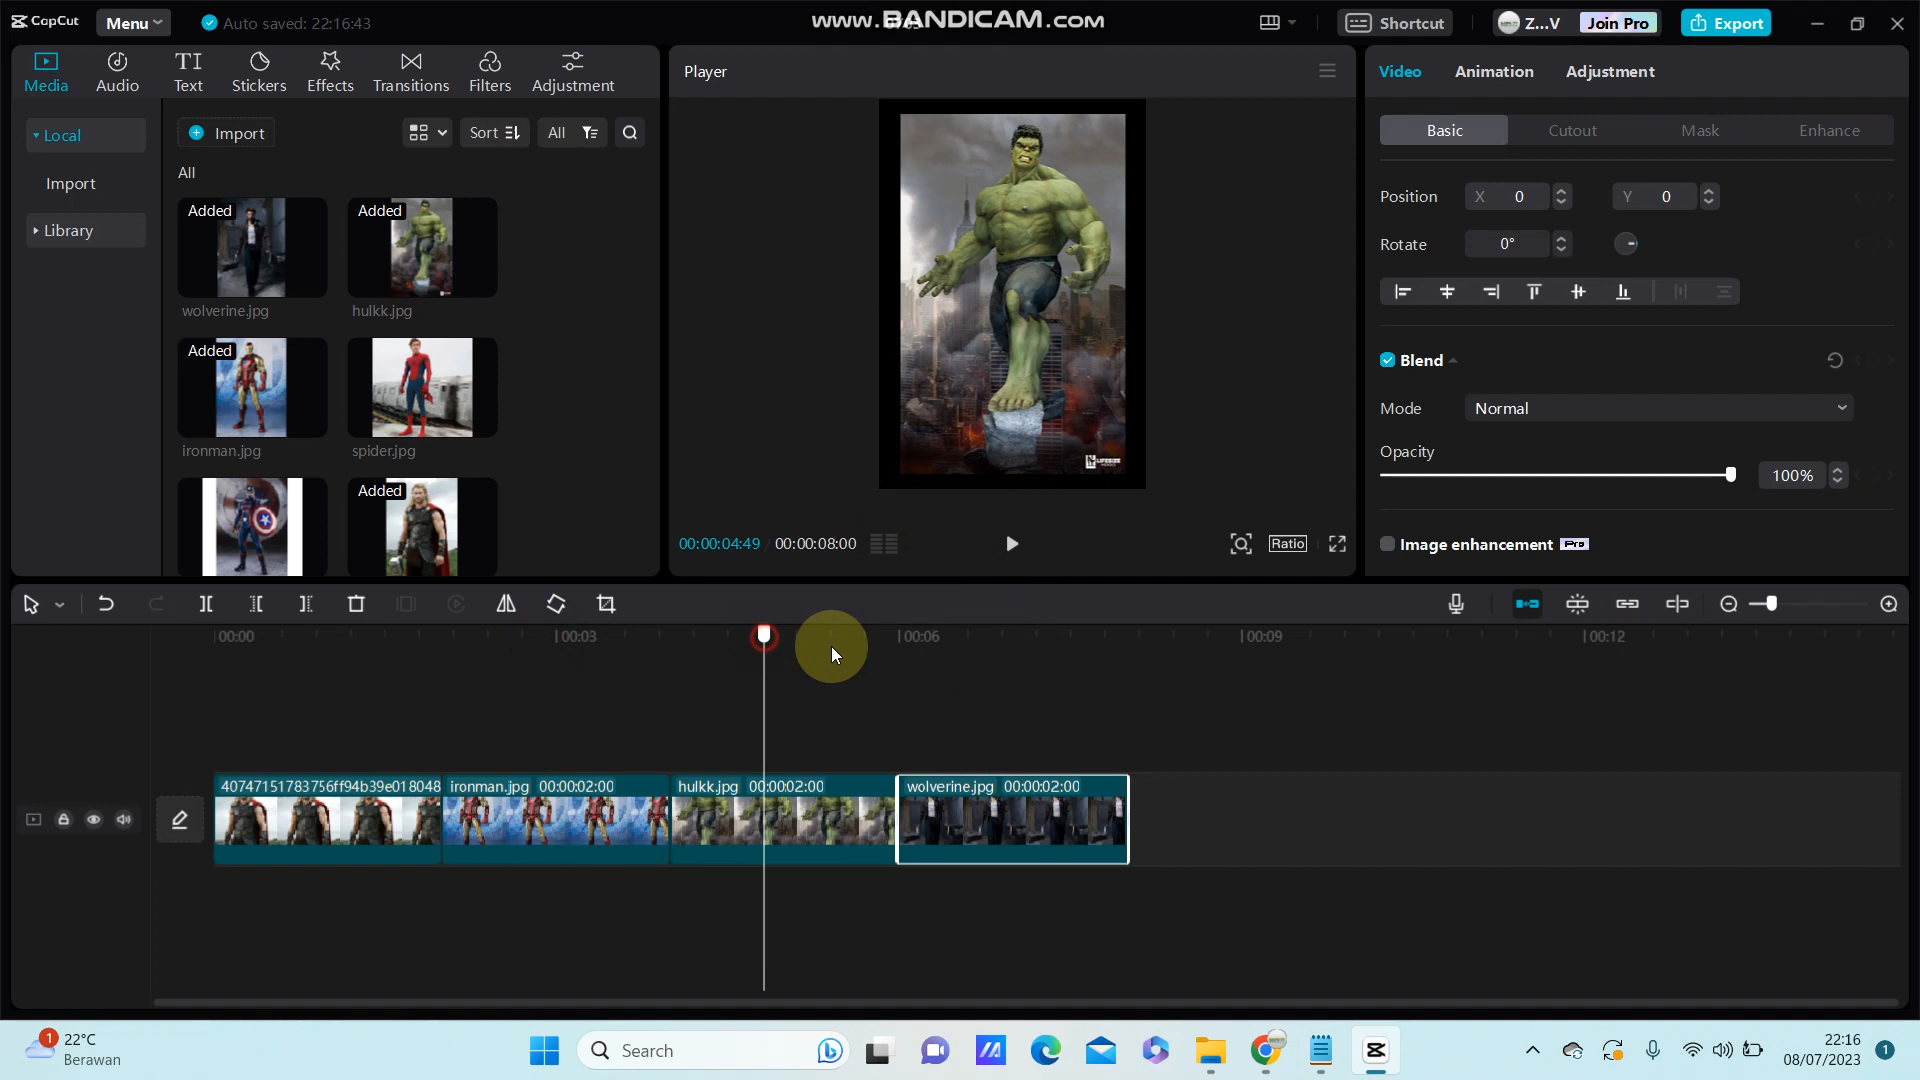 CapCut
Menu
Auto saved: 22:16:43
www.BANDICAM.COM
Shortcut
Z...V
Join Pro
Export
Media
Audio
Text
Stickers
Effects
Transitions
Filters
Adjustment
Player
Video
Animation
Adjustment
Local
Import
Sort
All
Basic
Cutout
Mask
Enhance
Import
All
Library
Added
Added
wolverine.jpg
hulkk.jpg
Added
ironman.jpg
spider.jpg
Added
Position
X
0
Y
0
Rotate
0°
Blend
Mode
Normal
Opacity
100%
Image enhancement
Pro
00:00:04:49
00:00:08:00
Ratio
00:00
00:03
00:06
00:09
00:12
40747151783756ff94b39e018048
ironman.jpg 00:00:02:00
hulkk.jpg 00:00:02:00
wolverine.jpg 00:00:02:00
1
22°C
Berawan
Search
22:16
08/07/2023
1